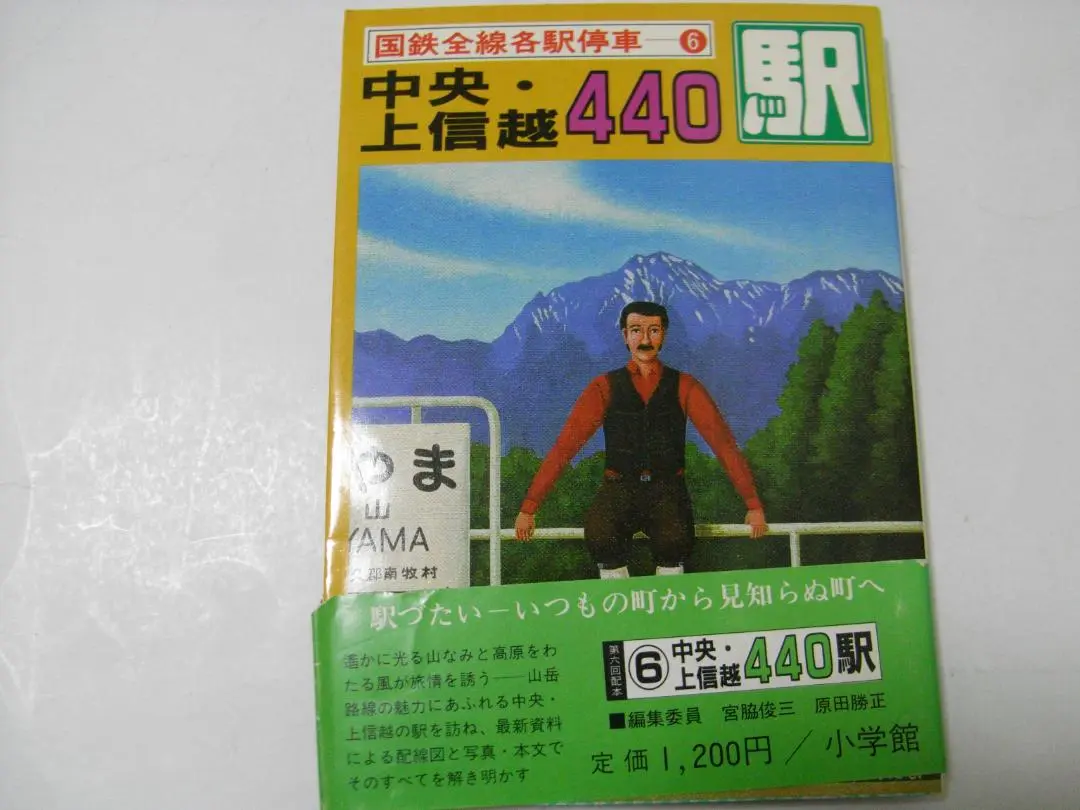 国鉄全線各駅停車─❻
中央・
上信越440
駅
やま
山
YAMA
郡南牧村
駅づたい─いつもの町から見知らぬ町へ
遙かに光る山なみと高原をわ
たる風が旅情を誘う──山岳
路線の魅力にあふれる中央・
上信越の駅を訪ね、最新資料
による配線図と写真・本文で
そのすべてを解き明かす
第六回配本
⑥中央・
上信越440駅
■編集委員 宮脇俊三 原田勝正
定価1,200円/小学館